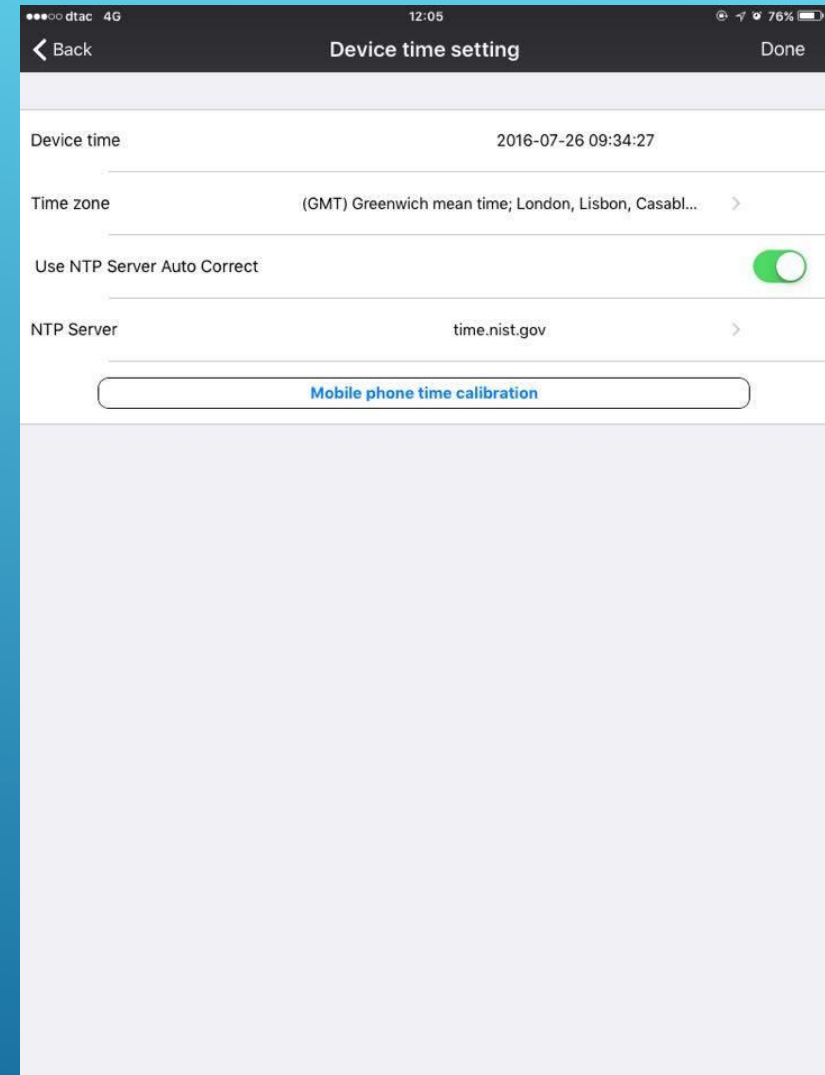 dtac 4G 12:05 76%
Back Device time setting Done
Device time 2016-07-26 09:34:27
Time zone (GMT) Greenwich mean time; London, Lisbon, Casabl...
Use NTP Server Auto Correct
NTP Server time.nist.gov
Mobile phone time calibration